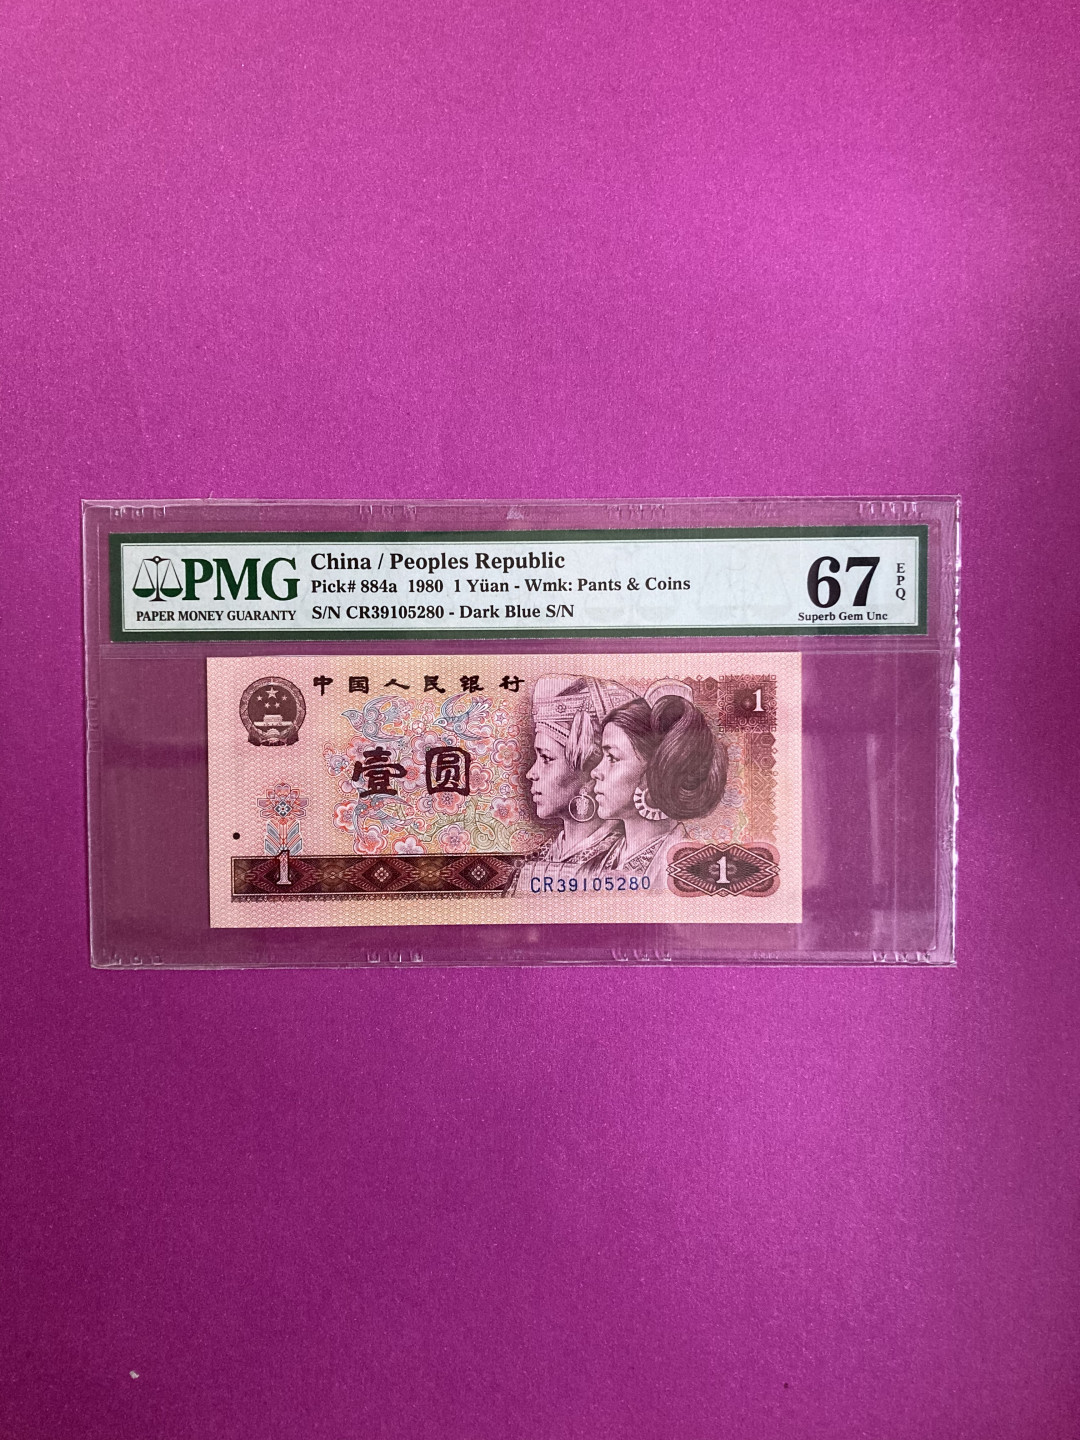 PMG
PAPER MONEY GUARANTY
China / Peoples Republic
Pick# 884a 1980 1 Yüan - Wmk: Pants & Coins
S/N CR39105280 - Dark Blue S/N
67
EPQ
Superb Gem Unc
中国人民银行
1
壹圆
1
CR39105280
1